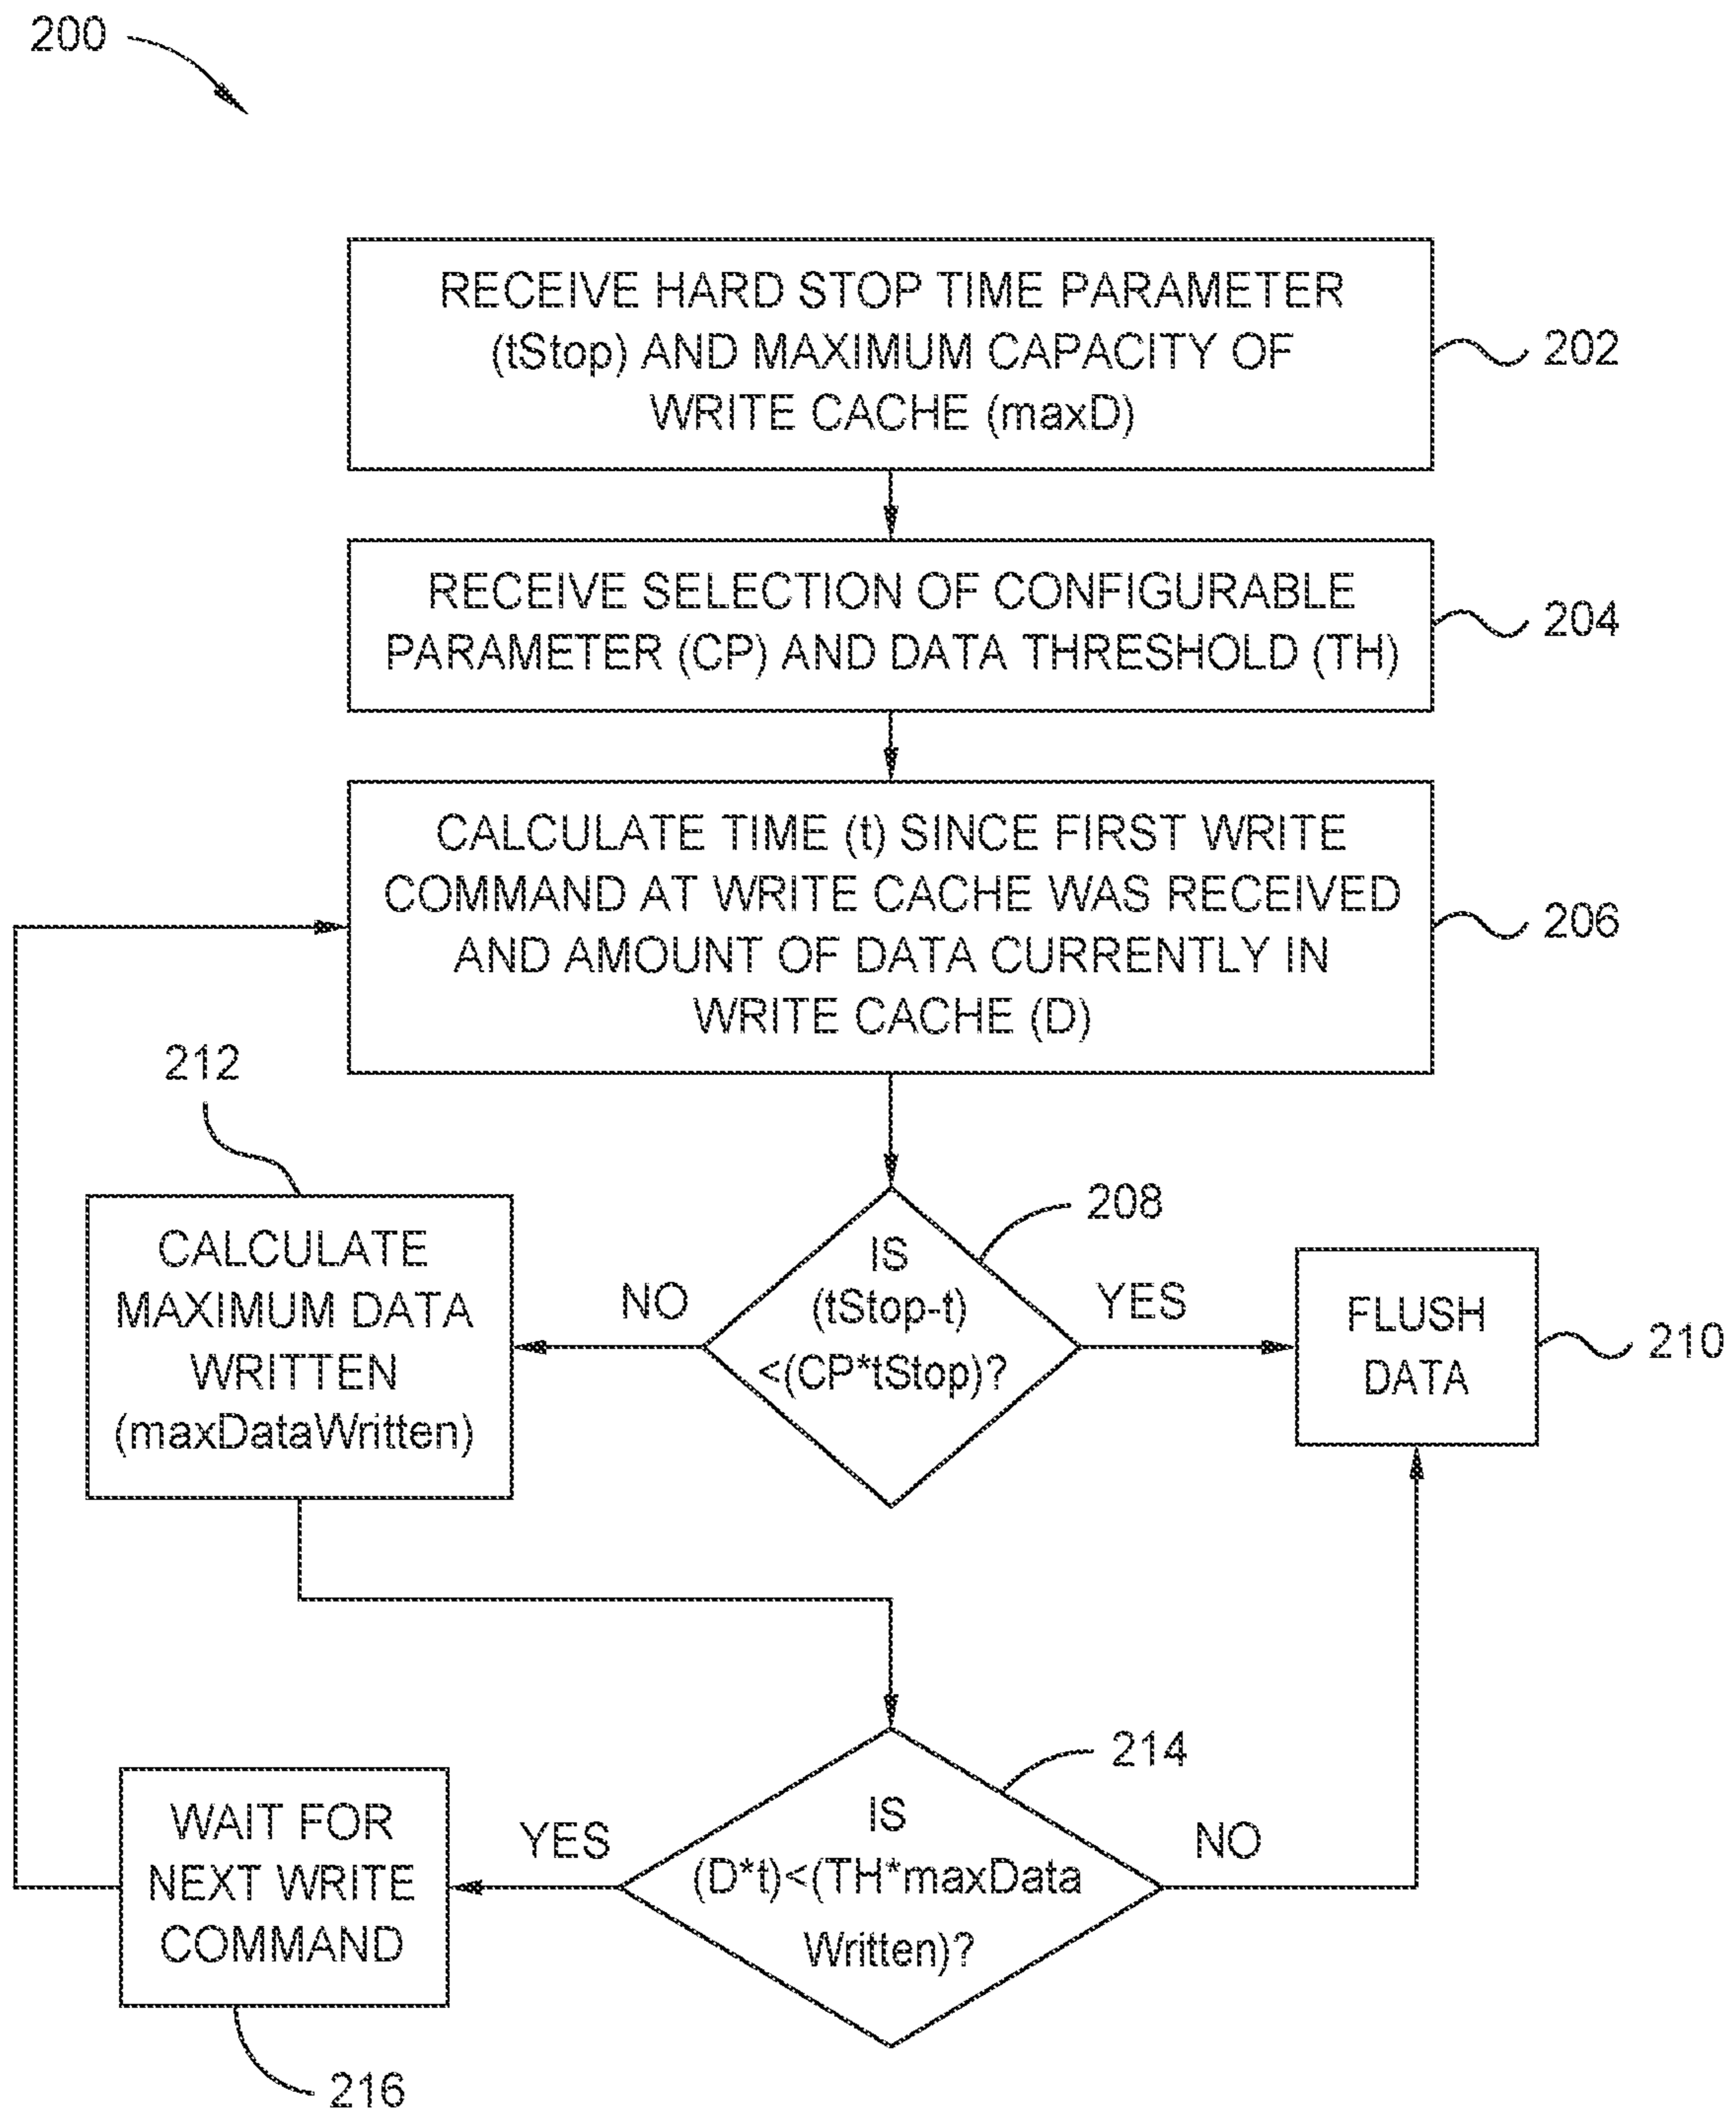 200
RECEIVE HARD STOP TIME PARAMETER
(tStop) AND MAXIMUM CAPACITY OF
WRITE CACHE (maxD)
202
RECEIVE SELECTION OF CONFIGURABLE
PARAMETER (CP) AND DATA THRESHOLD (TH)
204
CALCULATE TIME (t) SINCE FIRST WRITE
COMMAND AT WRITE CACHE WAS RECEIVED
AND AMOUNT OF DATA CURRENTLY IN
WRITE CACHE (D)
206
212
CALCULATE
MAXIMUM DATA
WRITTEN
(maxDataWritten)
NO
IS
(tStop-t)
<(CP*tStop)?
208
YES
FLUSH
DATA
210
WAIT FOR
NEXT WRITE
COMMAND
216
YES
IS
(D*t)<(TH*maxData
Written)?
214
NO